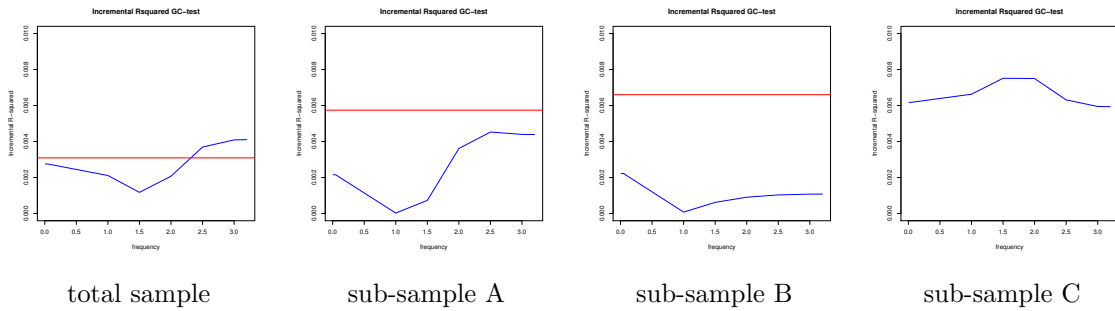 Incremental Rsquared GC-test
Incremental R-squared
0.010
0.008
0.006
0.004
0.002
0.000
0.0 0.5 1.0 1.5 2.0 2.5 3.0
frequency
total sample
Incremental Rsquared GC-test
Incremental R-squared
0.010
0.008
0.006
0.004
0.002
0.000
0.0 0.5 1.0 1.5 2.0 2.5 3.0
frequency
sub-sample A
Incremental Rsquared GC-test
Incremental R-squared
0.010
0.008
0.006
0.004
0.002
0.000
0.0 0.5 1.0 1.5 2.0 2.5 3.0
frequency
sub-sample B
Incremental Rsquared GC-test
Incremental R-squared
0.010
0.008
0.006
0.004
0.002
0.000
0.0 0.5 1.0 1.5 2.0 2.5 3.0
frequency
sub-sample C